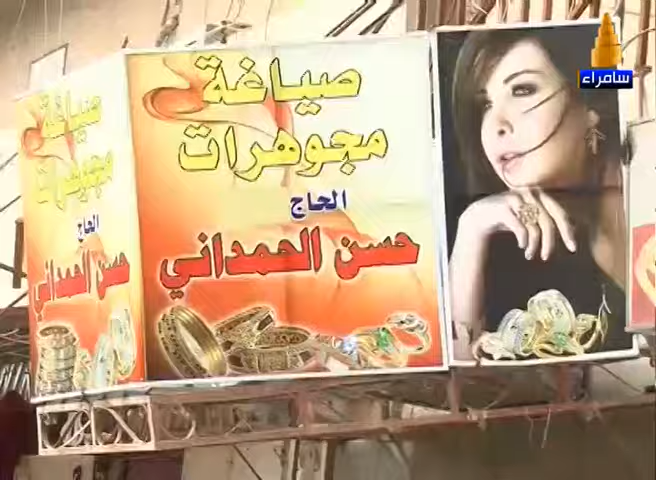 سامراء
صياغة
مجوهرات
الحاج
حسن الحمداني
صياغة
مجوهرات
الحاج
حسن الحمداني